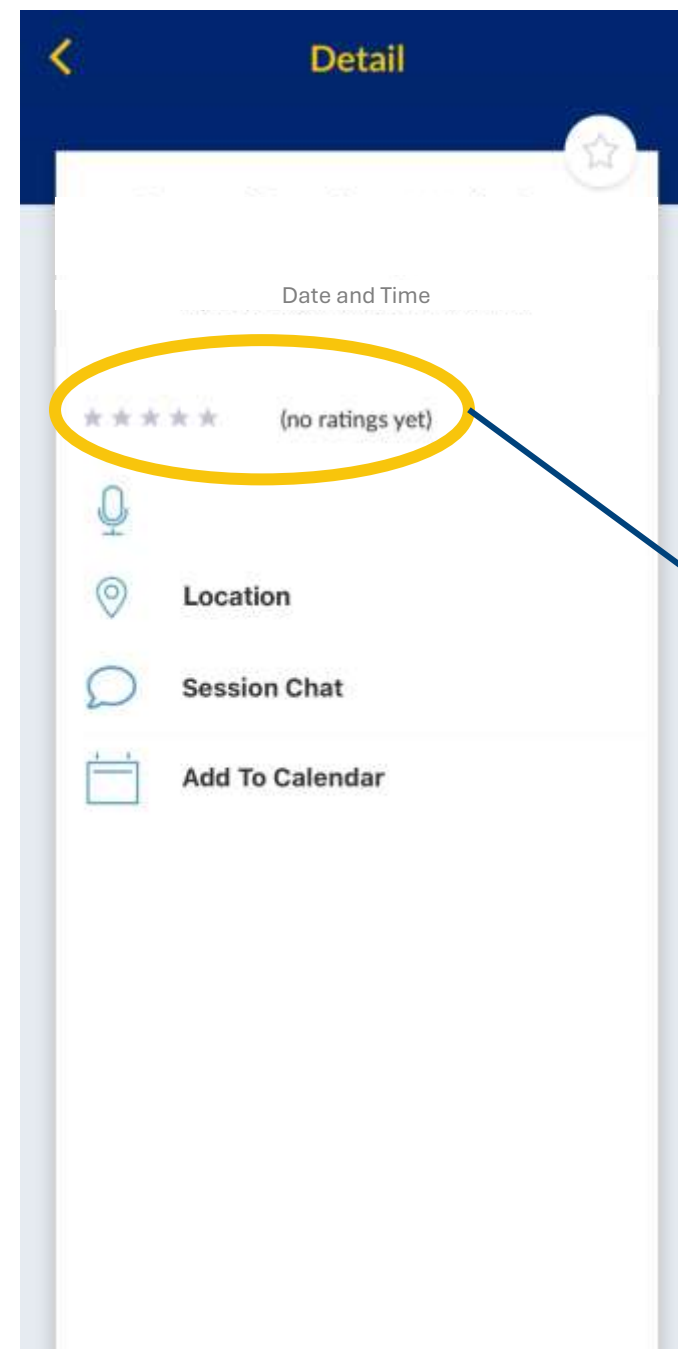 Detail
Date and Time
(no ratings yet)
Location
Session Chat
Add To Calendar